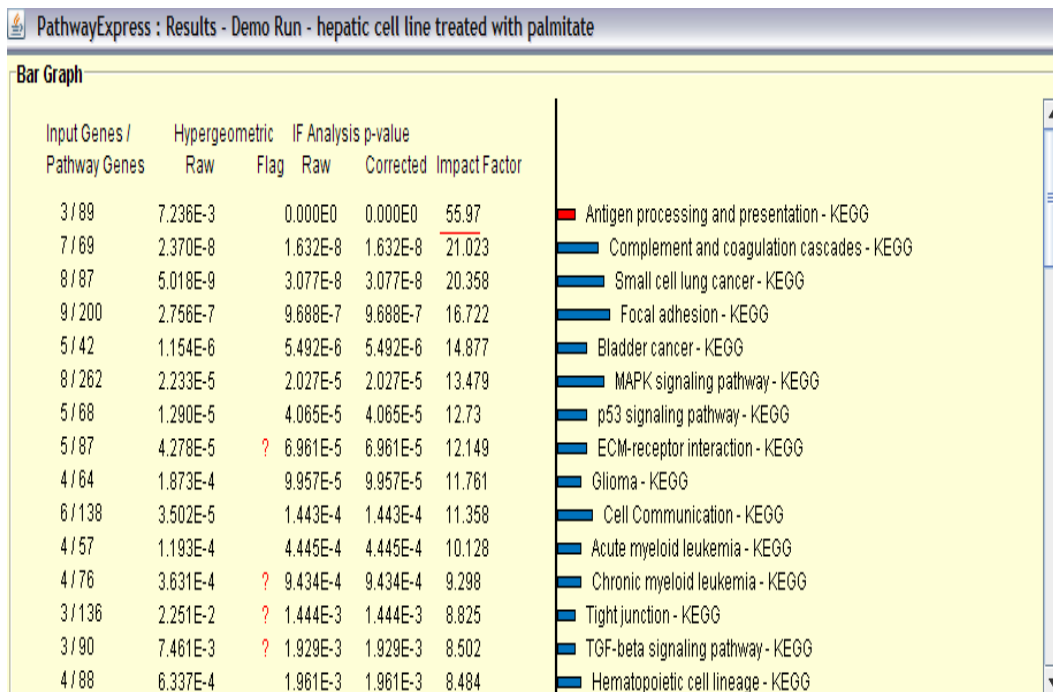 PathwayExpress : Results - Demo Run - hepatic cell line treated with palmitate
Bar Graph
Input Genes / Hypergeometric IF Analysis p-value
Pathway Genes Raw Flag Raw Corrected Impact Factor
3 / 89 7.236E-3 0.000E0 0.000E0 55.97 Antigen processing and presentation - KEGG
7 / 69 2.370E-8 1.632E-8 1.632E-8 21.023 Complement and coagulation cascades - KEGG
8 / 87 5.018E-9 3.077E-8 3.077E-8 20.358 Small cell lung cancer - KEGG
9 / 200 2.756E-7 9.688E-7 9.688E-7 16.722 Focal adhesion - KEGG
5 / 42 1.154E-6 5.492E-6 5.492E-6 14.877 Bladder cancer - KEGG
8 / 262 2.233E-5 2.027E-5 2.027E-5 13.479 MAPK signaling pathway - KEGG
5 / 68 1.290E-5 4.065E-5 4.065E-5 12.73 p53 signaling pathway - KEGG
5 / 87 4.278E-5 ? 6.961E-5 6.961E-5 12.149 ECM-receptor interaction - KEGG
4 / 64 1.873E-4 9.957E-5 9.957E-5 11.761 Glioma - KEGG
6 / 138 3.502E-5 1.443E-4 1.443E-4 11.358 Cell Communication - KEGG
4 / 57 1.193E-4 4.445E-4 4.445E-4 10.128 Acute myeloid leukemia - KEGG
4 / 76 3.631E-4 ? 9.434E-4 9.434E-4 9.298 Chronic myeloid leukemia - KEGG
3 / 136 2.251E-2 ? 1.444E-3 1.444E-3 8.825 Tight junction - KEGG
3 / 90 7.461E-3 ? 1.929E-3 1.929E-3 8.502 TGF-beta signaling pathway - KEGG
4 / 88 6.337E-4 1.961E-3 1.961E-3 8.484 Hematopoietic cell lineage - KEGG